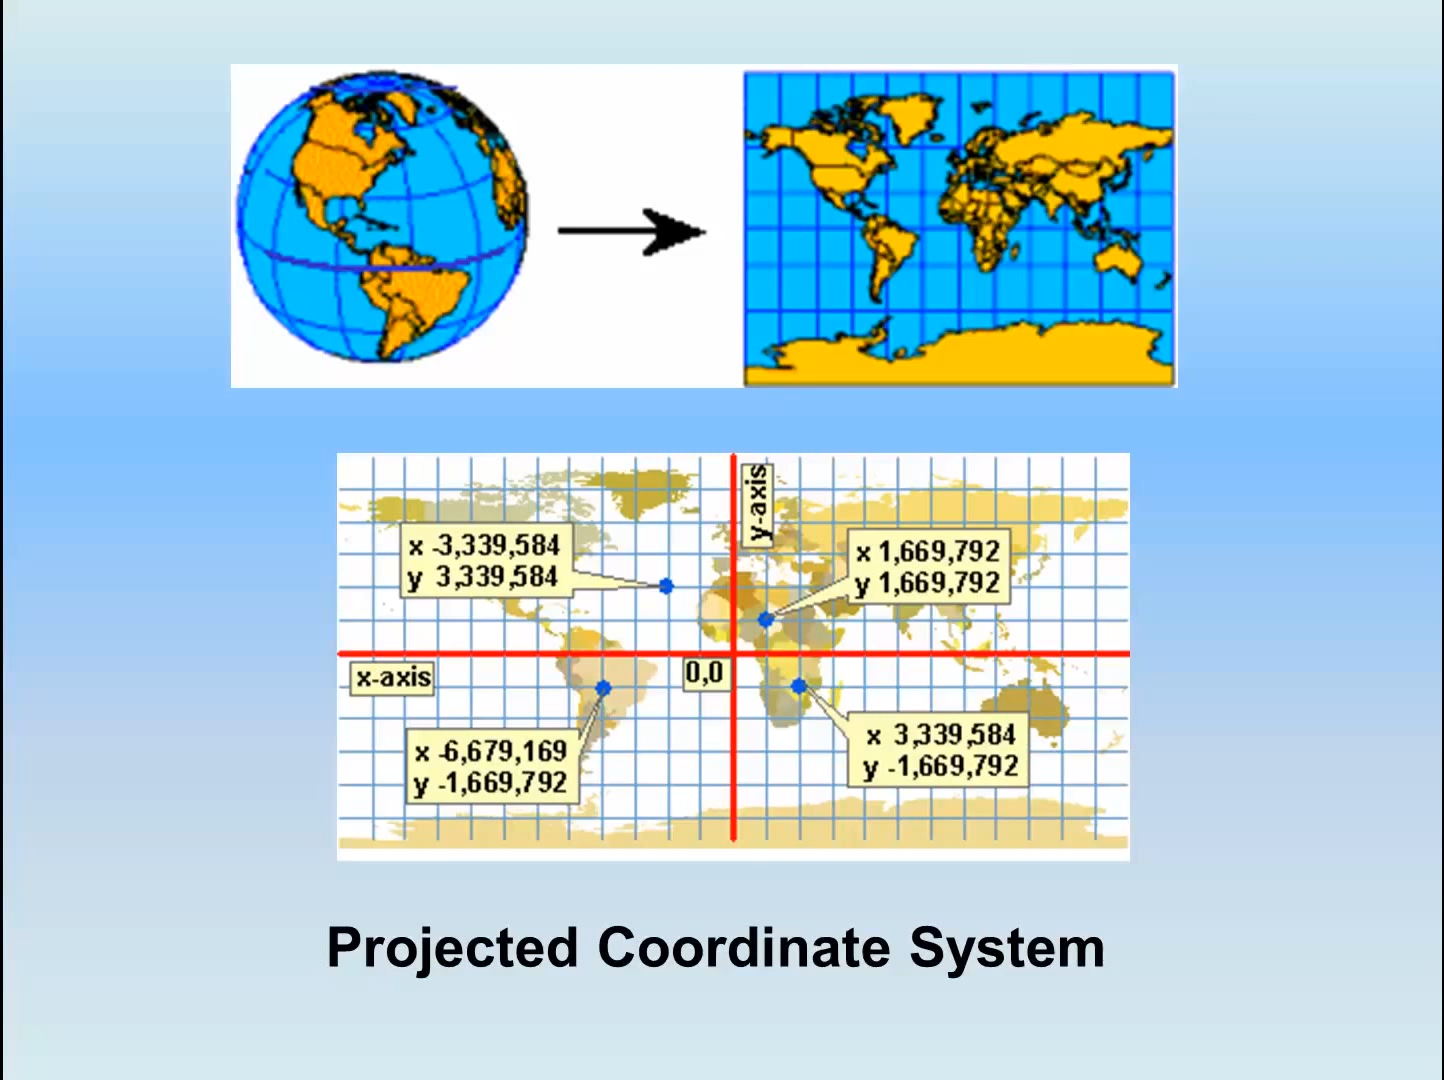 y-axis
x -3,339,584
y 3,339,584
x 1,669,792
y 1,669,792
x-axis
0,0
x -6,679,169
y -1,669,792
x 3,339,584
y -1,669,792
Projected Coordinate System